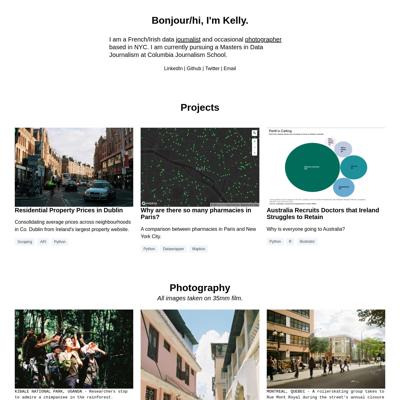 Bonjour/hi, I'm Kelly.
I am a French/Irish data journalist and occasional photographer
based in NYC. I am currently pursuing a Masters in Data
Journalism at Columbia Journalism School.
LinkedIn | Github | Twitter | Email
Projects
Residential Property Prices in Dublin
Consolidating average prices across neighbourhoods
in Co. Dublin from Ireland's largest property website.
Scraping API Python
Why are there so many pharmacies in
Paris?
A comparison between pharmacies in Paris and New
York City.
Python Datawrapper Mapbox
Australia Recruits Doctors that Ireland
Struggles to Retain
Why is everyone going to Australia?
Python R Illustrator
Photography
All images taken on 35mm film.
KIBALE NATIONAL PARK, UGANDA - Researchers stop
to admire a chimpanzee in the rainforest.
MONTREAL, QUEBEC - A rollerskating group takes to
Rue Mont Royal during the street's annual closure